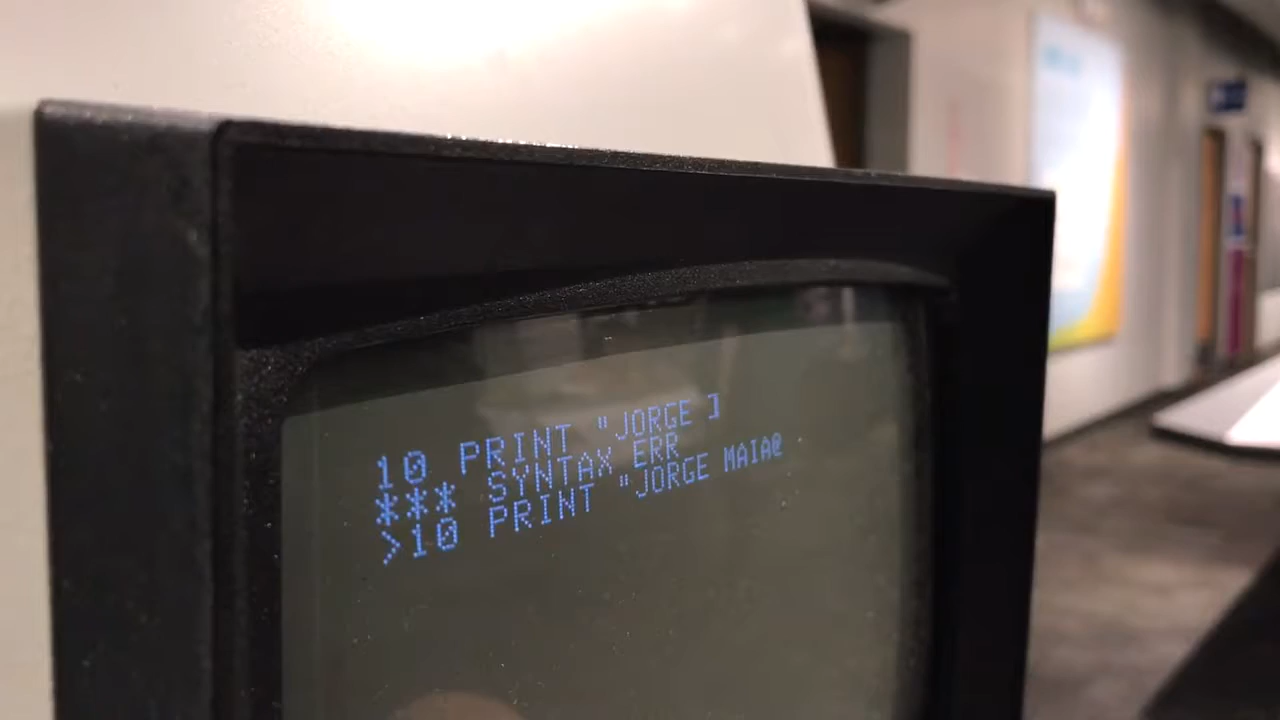 10 PRINT "JORGE ]
*** SYNTAX ERR
>10 PRINT "JORGE MAIA@